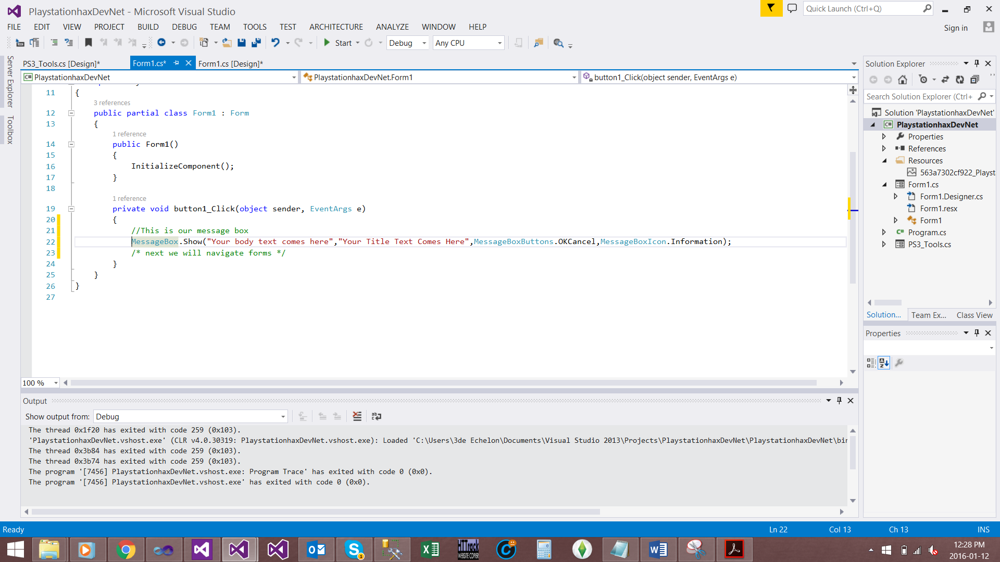 PlaystationhaxDevNet - Microsoft Visual Studio
Quick Launch (Ctrl+Q)
FILE EDIT VIEW PROJECT BUILD DEBUG TEAM TOOLS TEST ARCHITECTURE ANALYZE WINDOW HELP
Sign in
Start Debug Any CPU
Server Explorer
Toolbox
PS3_Tools.cs [Design]* Form1.cs* Form1.cs [Design]*
PlaystationhaxDevNet PlaystationhaxDevNet.Form1 button1_Click(object sender, EventArgs e)
11 {
3 references
12 public partial class Form1 : Form
13 {
1 reference
14 public Form1()
15 {
16 InitializeComponent();
17 }
18
1 reference
19 private void button1_Click(object sender, EventArgs e)
20 {
21 //This is our message box
22 MessageBox.Show("Your body text comes here","Your Title Text Comes Here",MessageBoxButtons.OKCancel,MessageBoxIcon.Information);
23 /* next we will navigate forms */
24 }
25 }
26 }
27
100 %
Output
Show output from: Debug
The thread 0x1f20 has exited with code 259 (0x103).
'PlaystationhaxDevNet.vshost.exe' (CLR v4.0.30319: PlaystationhaxDevNet.vshost.exe): Loaded 'C:\Users\3de Echelon\Documents\Visual Studio 2013\Projects\PlaystationhaxDevNet\PlaystationhaxDevNet\bin
The thread 0x3b84 has exited with code 259 (0x103).
The thread 0x3b74 has exited with code 259 (0x103).
The program '[7456] PlaystationhaxDevNet.vshost.exe: Program Trace' has exited with code 0 (0x0).
The program '[7456] PlaystationhaxDevNet.vshost.exe' has exited with code 0 (0x0).
Solution Explorer
Search Solution Explorer (Ctrl+
Solution 'PlaystationhaxDevNet'
C# PlaystationhaxDevNet
Properties
References
Resources
563a7302cf922_Playst
Form1.cs
Form1.Designer.cs
Form1.resx
Form1
C# Program.cs
PS3_Tools.cs
Solution... Team Ex... Class View
Properties
Ready Ln 22 Col 13 Ch 13 INS
HTTrack
WEBSITE COPIER
1
12:28 PM
2016-01-12